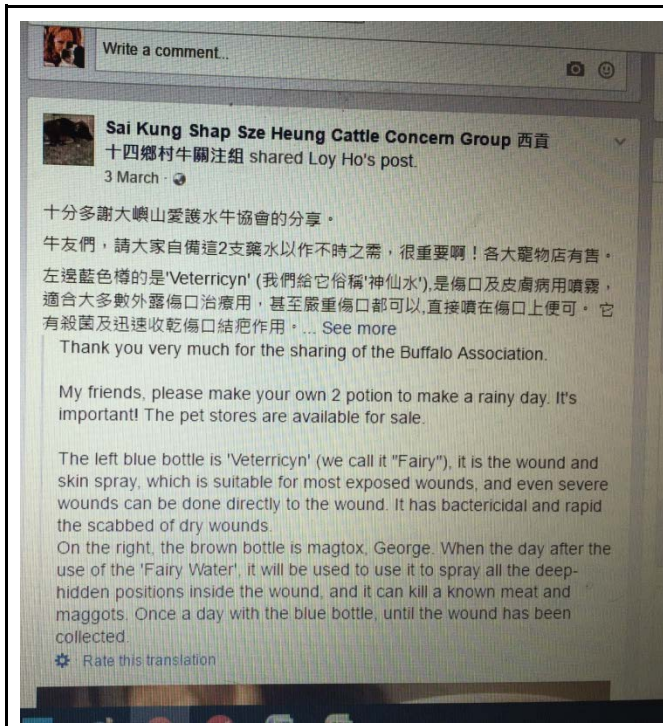 Write a comment...
Sai Kung Shap Sze Heung Cattle Concern Group 西貢
十四鄉村牛關注組 shared Loy Ho's post.
3 March ·
十分多謝大嶼山愛護水牛協會的分享。
牛友們，請大家自備這2支藥水以作不時之需，很重要啊！各大寵物店有售。
左邊藍色樽的是'Veterricyn' (我們給它俗稱'神仙水'),是傷口及皮膚病用噴霧，
適合大多數外露傷口治療用，甚至嚴重傷口都可以,直接噴在傷口上便可。 它
有殺菌及迅速收乾傷口結疤作用。... See more
Thank you very much for the sharing of the Buffalo Association.
My friends, please make your own 2 potion to make a rainy day. It's
important! The pet stores are available for sale.
The left blue bottle is 'Veterricyn' (we call it "Fairy"), it is the wound and
skin spray, which is suitable for most exposed wounds, and even severe
wounds can be done directly to the wound. It has bactericidal and rapid
the scabbed of dry wounds.
On the right, the brown bottle is magtox, George. When the day after the
use of the 'Fairy Water', it will be used to use it to spray all the deep-
hidden positions inside the wound, and it can kill a known meat and
maggots. Once a day with the blue bottle, until the wound has been
collected.
Rate this translation